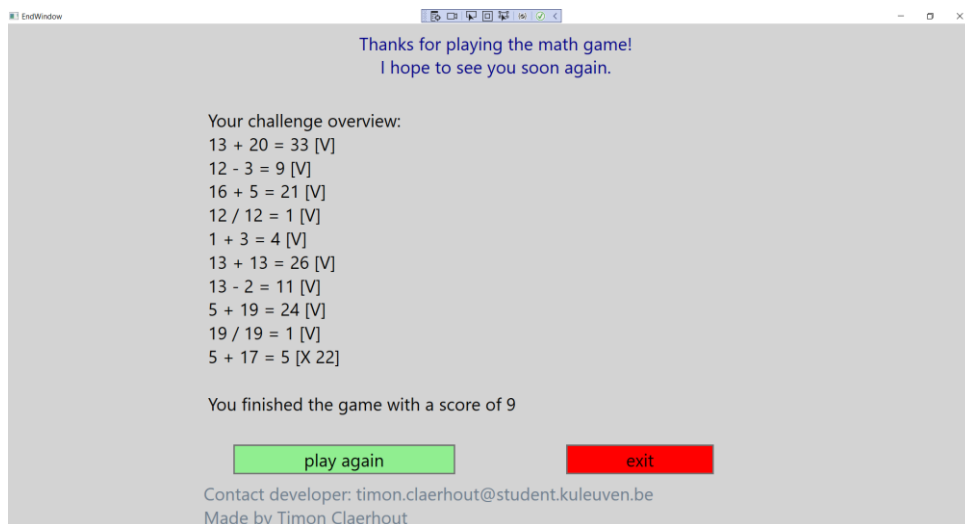 EndWindow
Thanks for playing the math game!
I hope to see you soon again.
Your challenge overview:
13 + 20 = 33 [V]
12 - 3 = 9 [V]
16 + 5 = 21 [V]
12 / 12 = 1 [V]
1 + 3 = 4 [V]
13 + 13 = 26 [V]
13 - 2 = 11 [V]
5 + 19 = 24 [V]
19 / 19 = 1 [V]
5 + 17 = 5 [X 22]
You finished the game with a score of 9
play again exit
Contact developer: timon.claerhout@student.kuleuven.be
Made by Timon Claerhout